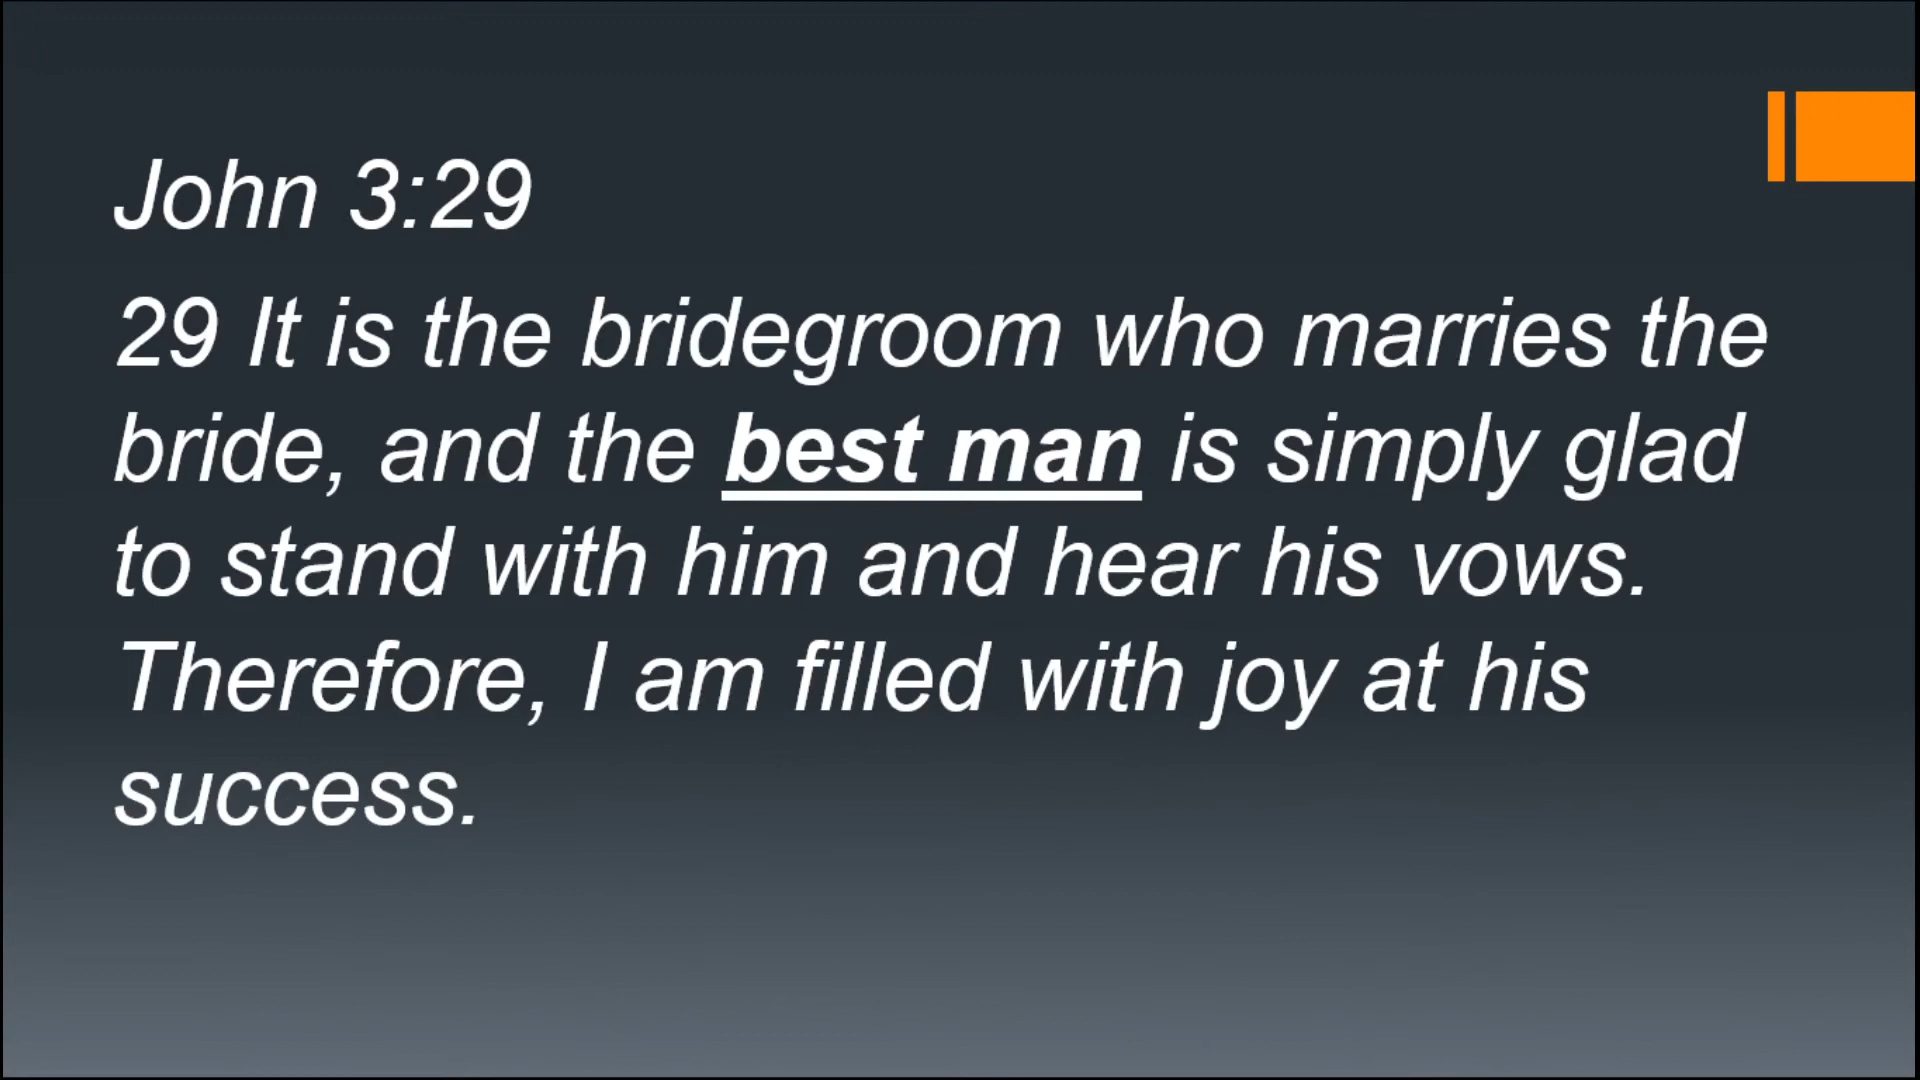 John 3:29
29 It is the bridegroom who marries the
bride, and the best man is simply glad
to stand with him and hear his vows.
Therefore, I am filled with joy at his
success.